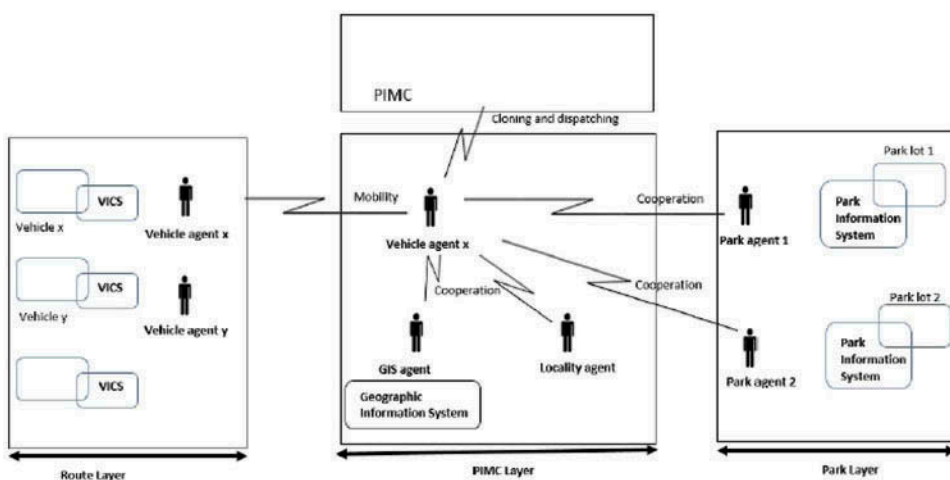 PIMC
Cloning and dispatching
VICS
Vehicle x
Vehicle agent x
VICS
Vehicle y
Vehicle agent y
VICS
Route Layer
Mobility
Vehicle agent x
Cooperation
GIS agent
Locality agent
Geographic
Information System
PIMC Layer
Cooperation
Cooperation
Park lot 1
Park
Information
System
Park agent 1
Park lot 2
Park
Information
System
Park agent 2
Park Layer